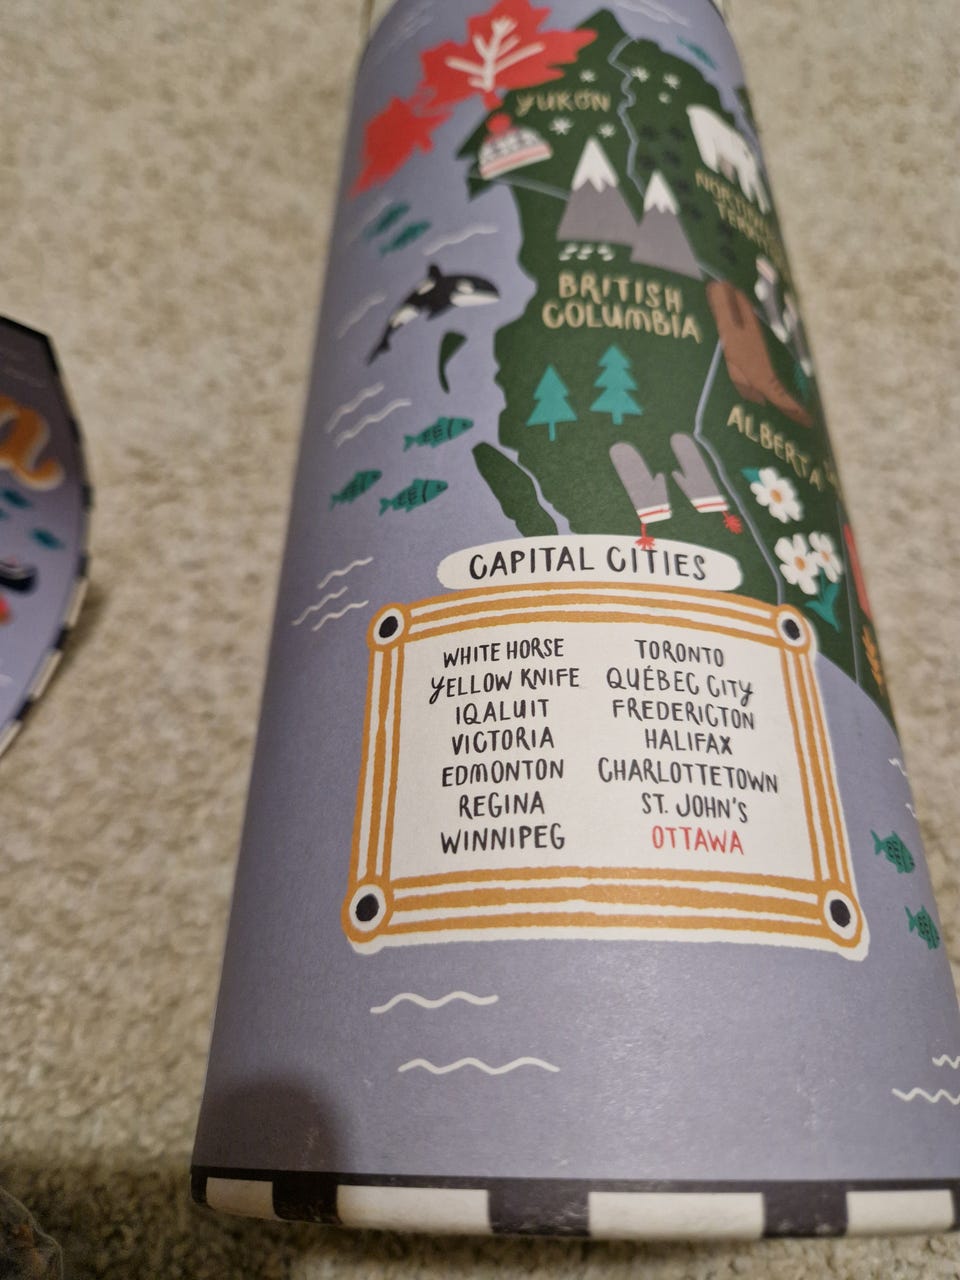 YUKON
NORTHWEST
BRITISH
COLUMBIA
ALBERTA
CAPITAL CITIES
WHITE HORSE
YELLOW KNIFE
IQALUIT
VICTORIA
EDMONTON
REGINA
WINNIPEG
TORONTO
QUÉBEC CITY
FREDERICTON
HALIFAX
CHARLOTTETOWN
ST. JOHN'S
OTTAWA